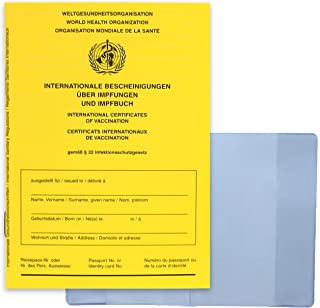 WELTGESUNDHEITSORGANISATION
WORLD HEALTH ORGANIZATION
ORGANISATION MONDIALE DE LA SANTÉ
INTERNATIONALE BESCHEINIGUNGEN
ÜBER IMPFUNGEN
UND IMPFBUCH
INTERNATIONAL CERTIFICATES
OF VACCINATION
CERTIFICATS INTERNATIONAUX
DE VACCINATION
gemäß § 22 Infektionsschutzgesetz
ausgestellt für / issued to / délivré à
Name, Vorname / Surname, given name / Nom, prénom
Geburtsdatum / Born on / Né(e) le in / à
Wohnort und Straße / Address / Domicile et adresse
Reisepass-Nr. oder Passport No. or Numéro du passeport ou
Nr. des Pers. Ausweises Identity card No. de la carte d'identité